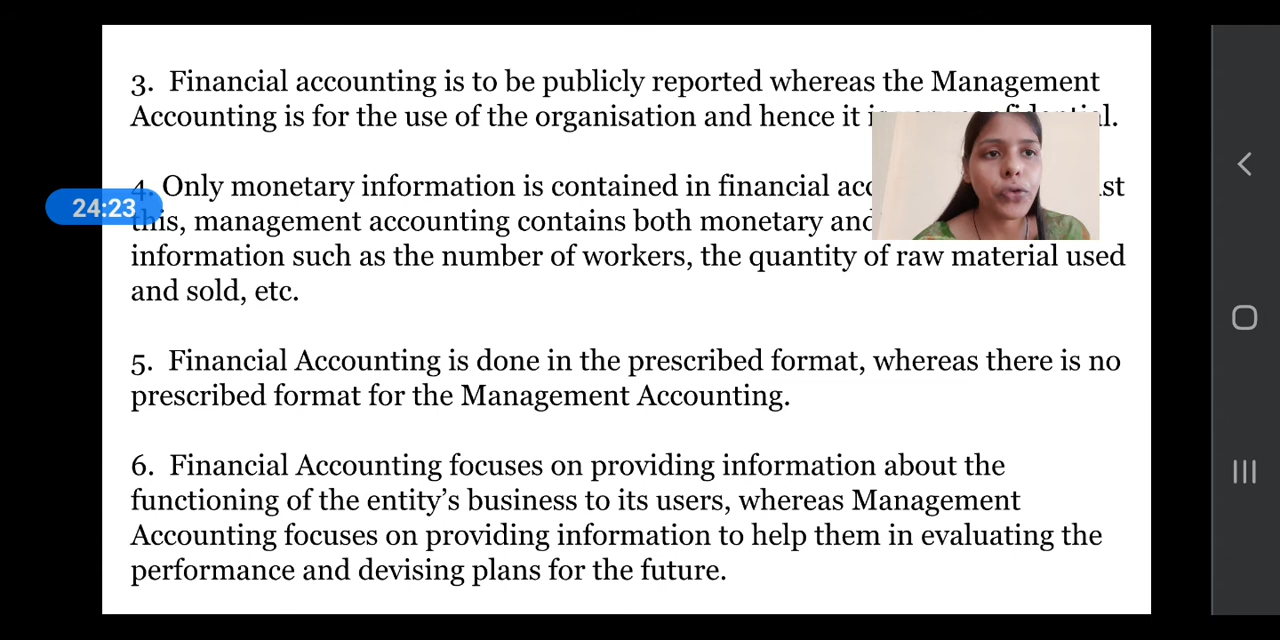 3. Financial accounting is to be publicly reported whereas the Management
Accounting is for the use of the organisation and hence it
4. Only monetary information is contained in financial
24:23
this, management accounting contains both monetary and
information such as the number of workers, the quantity of raw material used
and sold, etc.
5. Financial Accounting is done in the prescribed format, whereas there is no
prescribed format for the Management Accounting.
6. Financial Accounting focuses on providing information about the
functioning of the entity's business to its users, whereas Management
Accounting focuses on providing information to help them in evaluating the
performance and devising plans for the future.